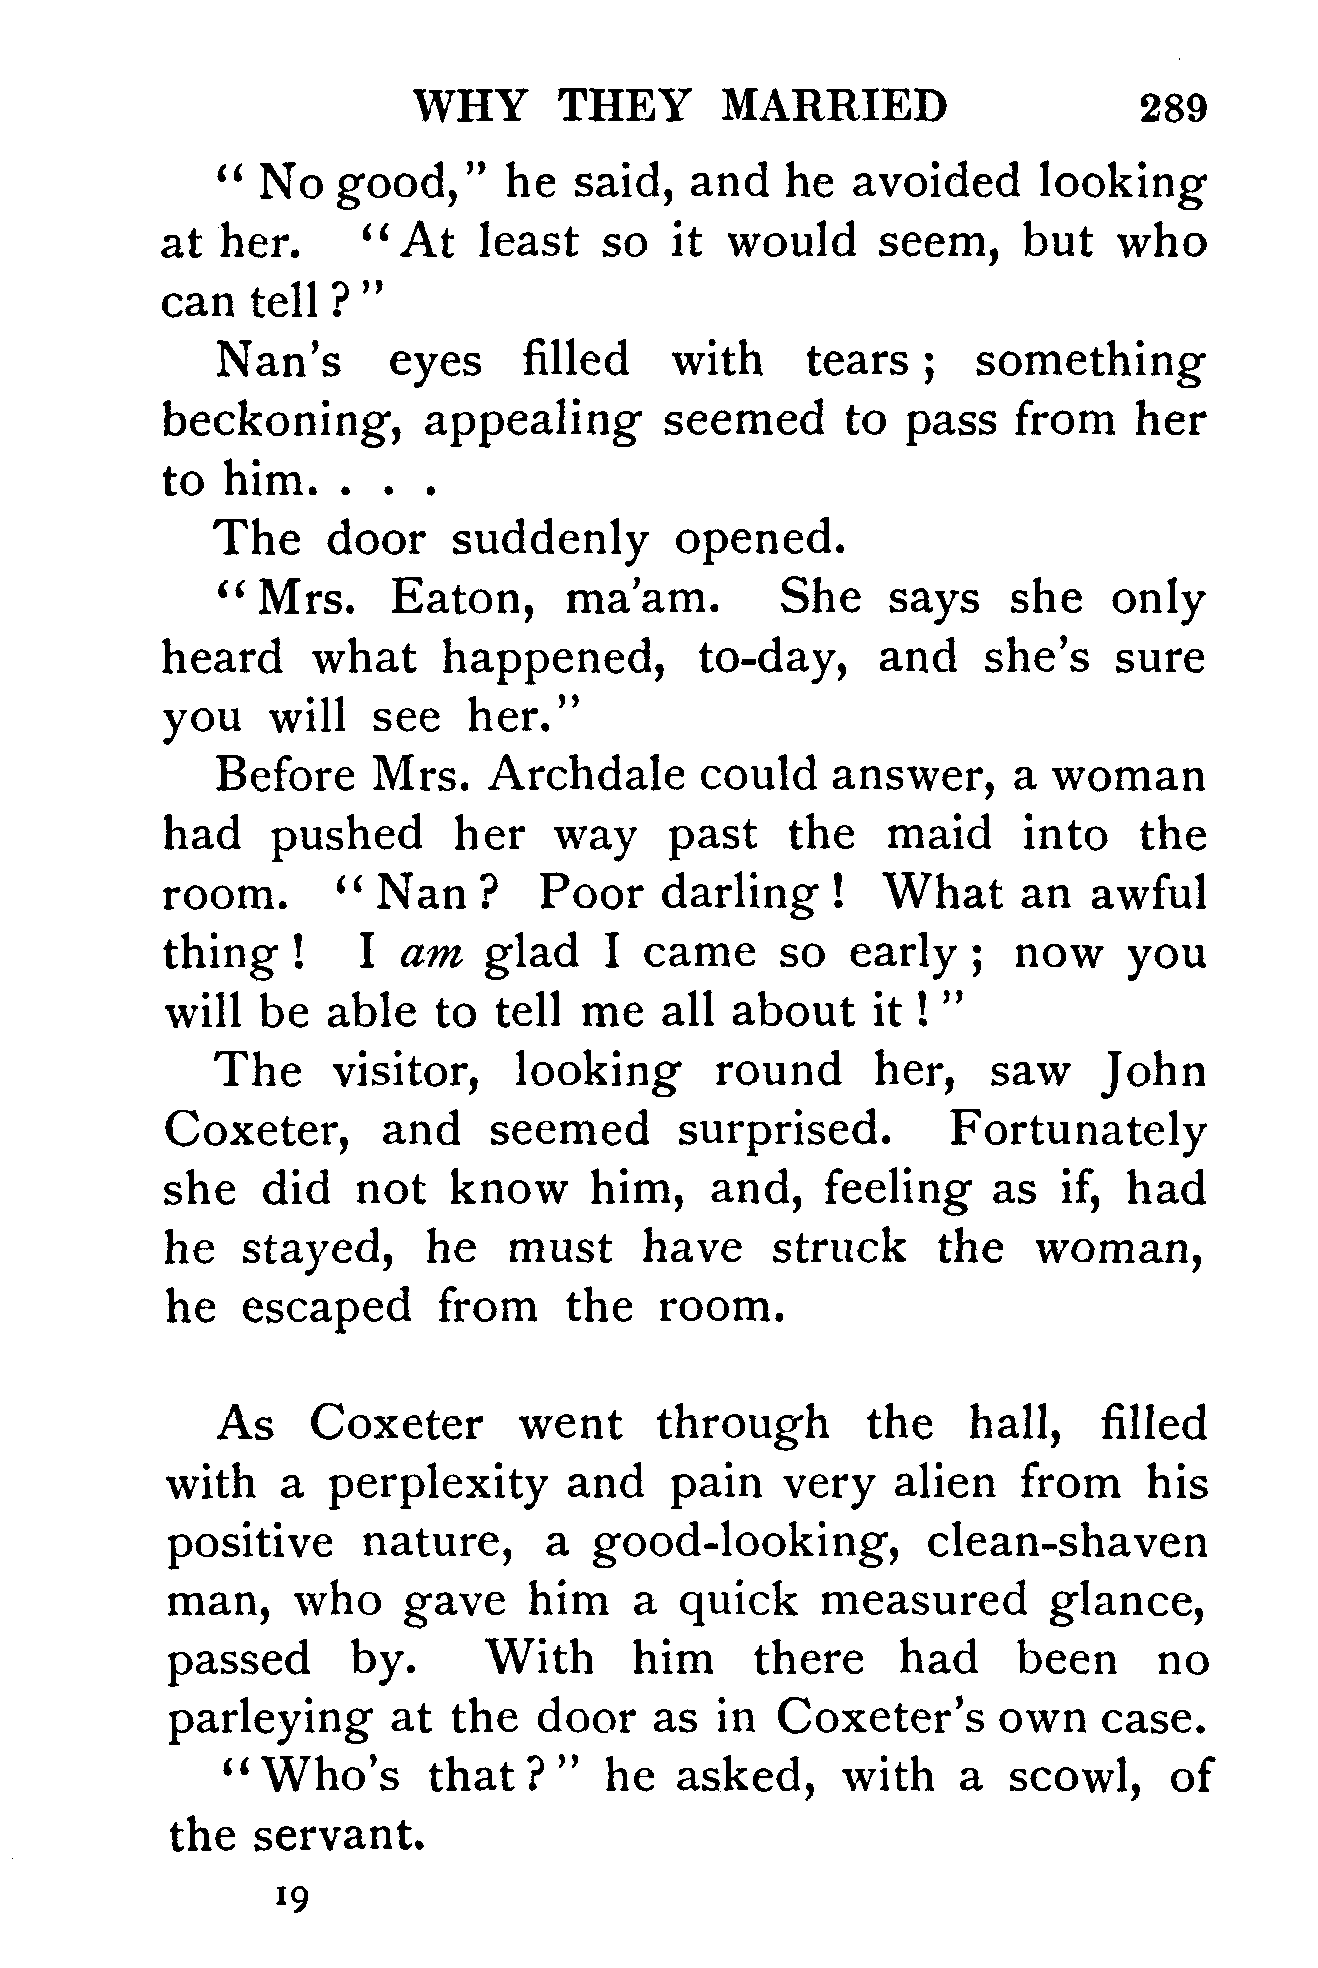 WHY THEY MARRIED 289
“ No good,” he said, and he avoided looking
at her. “ At least so it would seem, but who
can tell ? ”
Nan’s eyes filled with tears ; something
beckoning, appealing seemed to pass from her
to him. . . .
The door suddenly opened.
“ Mrs. Eaton, ma’am. She says she only
heard what happened, to-day, and she’s sure
you will see her.”
Before Mrs. Archdale could answer, a woman
had pushed her way past the maid into the
room. “ Nan ? Poor darling ! What an awful
thing ! I am glad I came so early ; now you
will be able to tell me all about it ! ”
The visitor, looking round her, saw John
Coxeter, and seemed surprised. Fortunately
she did not know him, and, feeling as if, had
he stayed, he must have struck the woman,
he escaped from the room.
As Coxeter went through the hall, filled
with a perplexity and pain very alien from his
positive nature, a good-looking, clean-shaven
man, who gave him a quick measured glance,
passed by. With him there had been no
parleying at the door as in Coxeter’s own case.
“ Who’s that ? ” he asked, with a scowl, of
the servant.
19